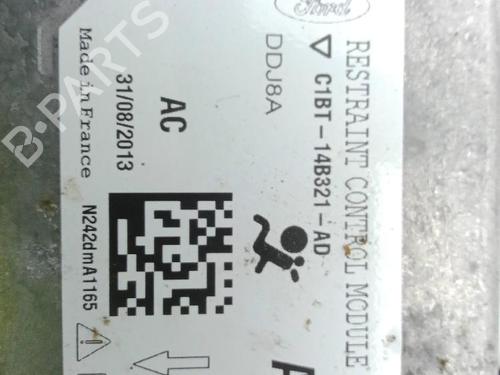 Ford
RESTRAINT CONTROL MODULE
C1BT-14B321-AD
DDJ8A
AC
31/08/2013
Made in France
N242dmA1165
B-PARTS